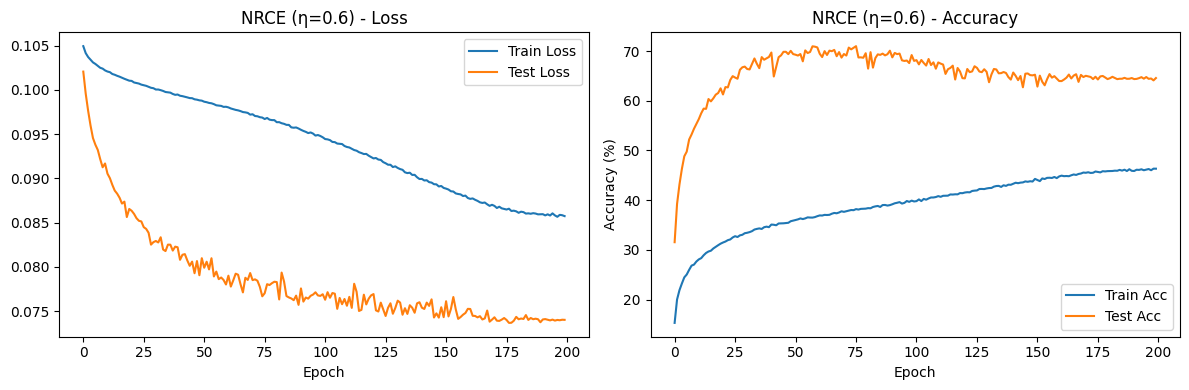 NRCE (η=0.6) - Loss
0.105
0.100
0.095
0.090
0.085
0.080
0.075
0 25 50 75 100 125 150 175 200
Epoch
Train Loss
Test Loss
NRCE (η=0.6) - Accuracy
Accuracy (%)
70
60
50
40
30
20
0 25 50 75 100 125 150 175 200
Epoch
Train Acc
Test Acc